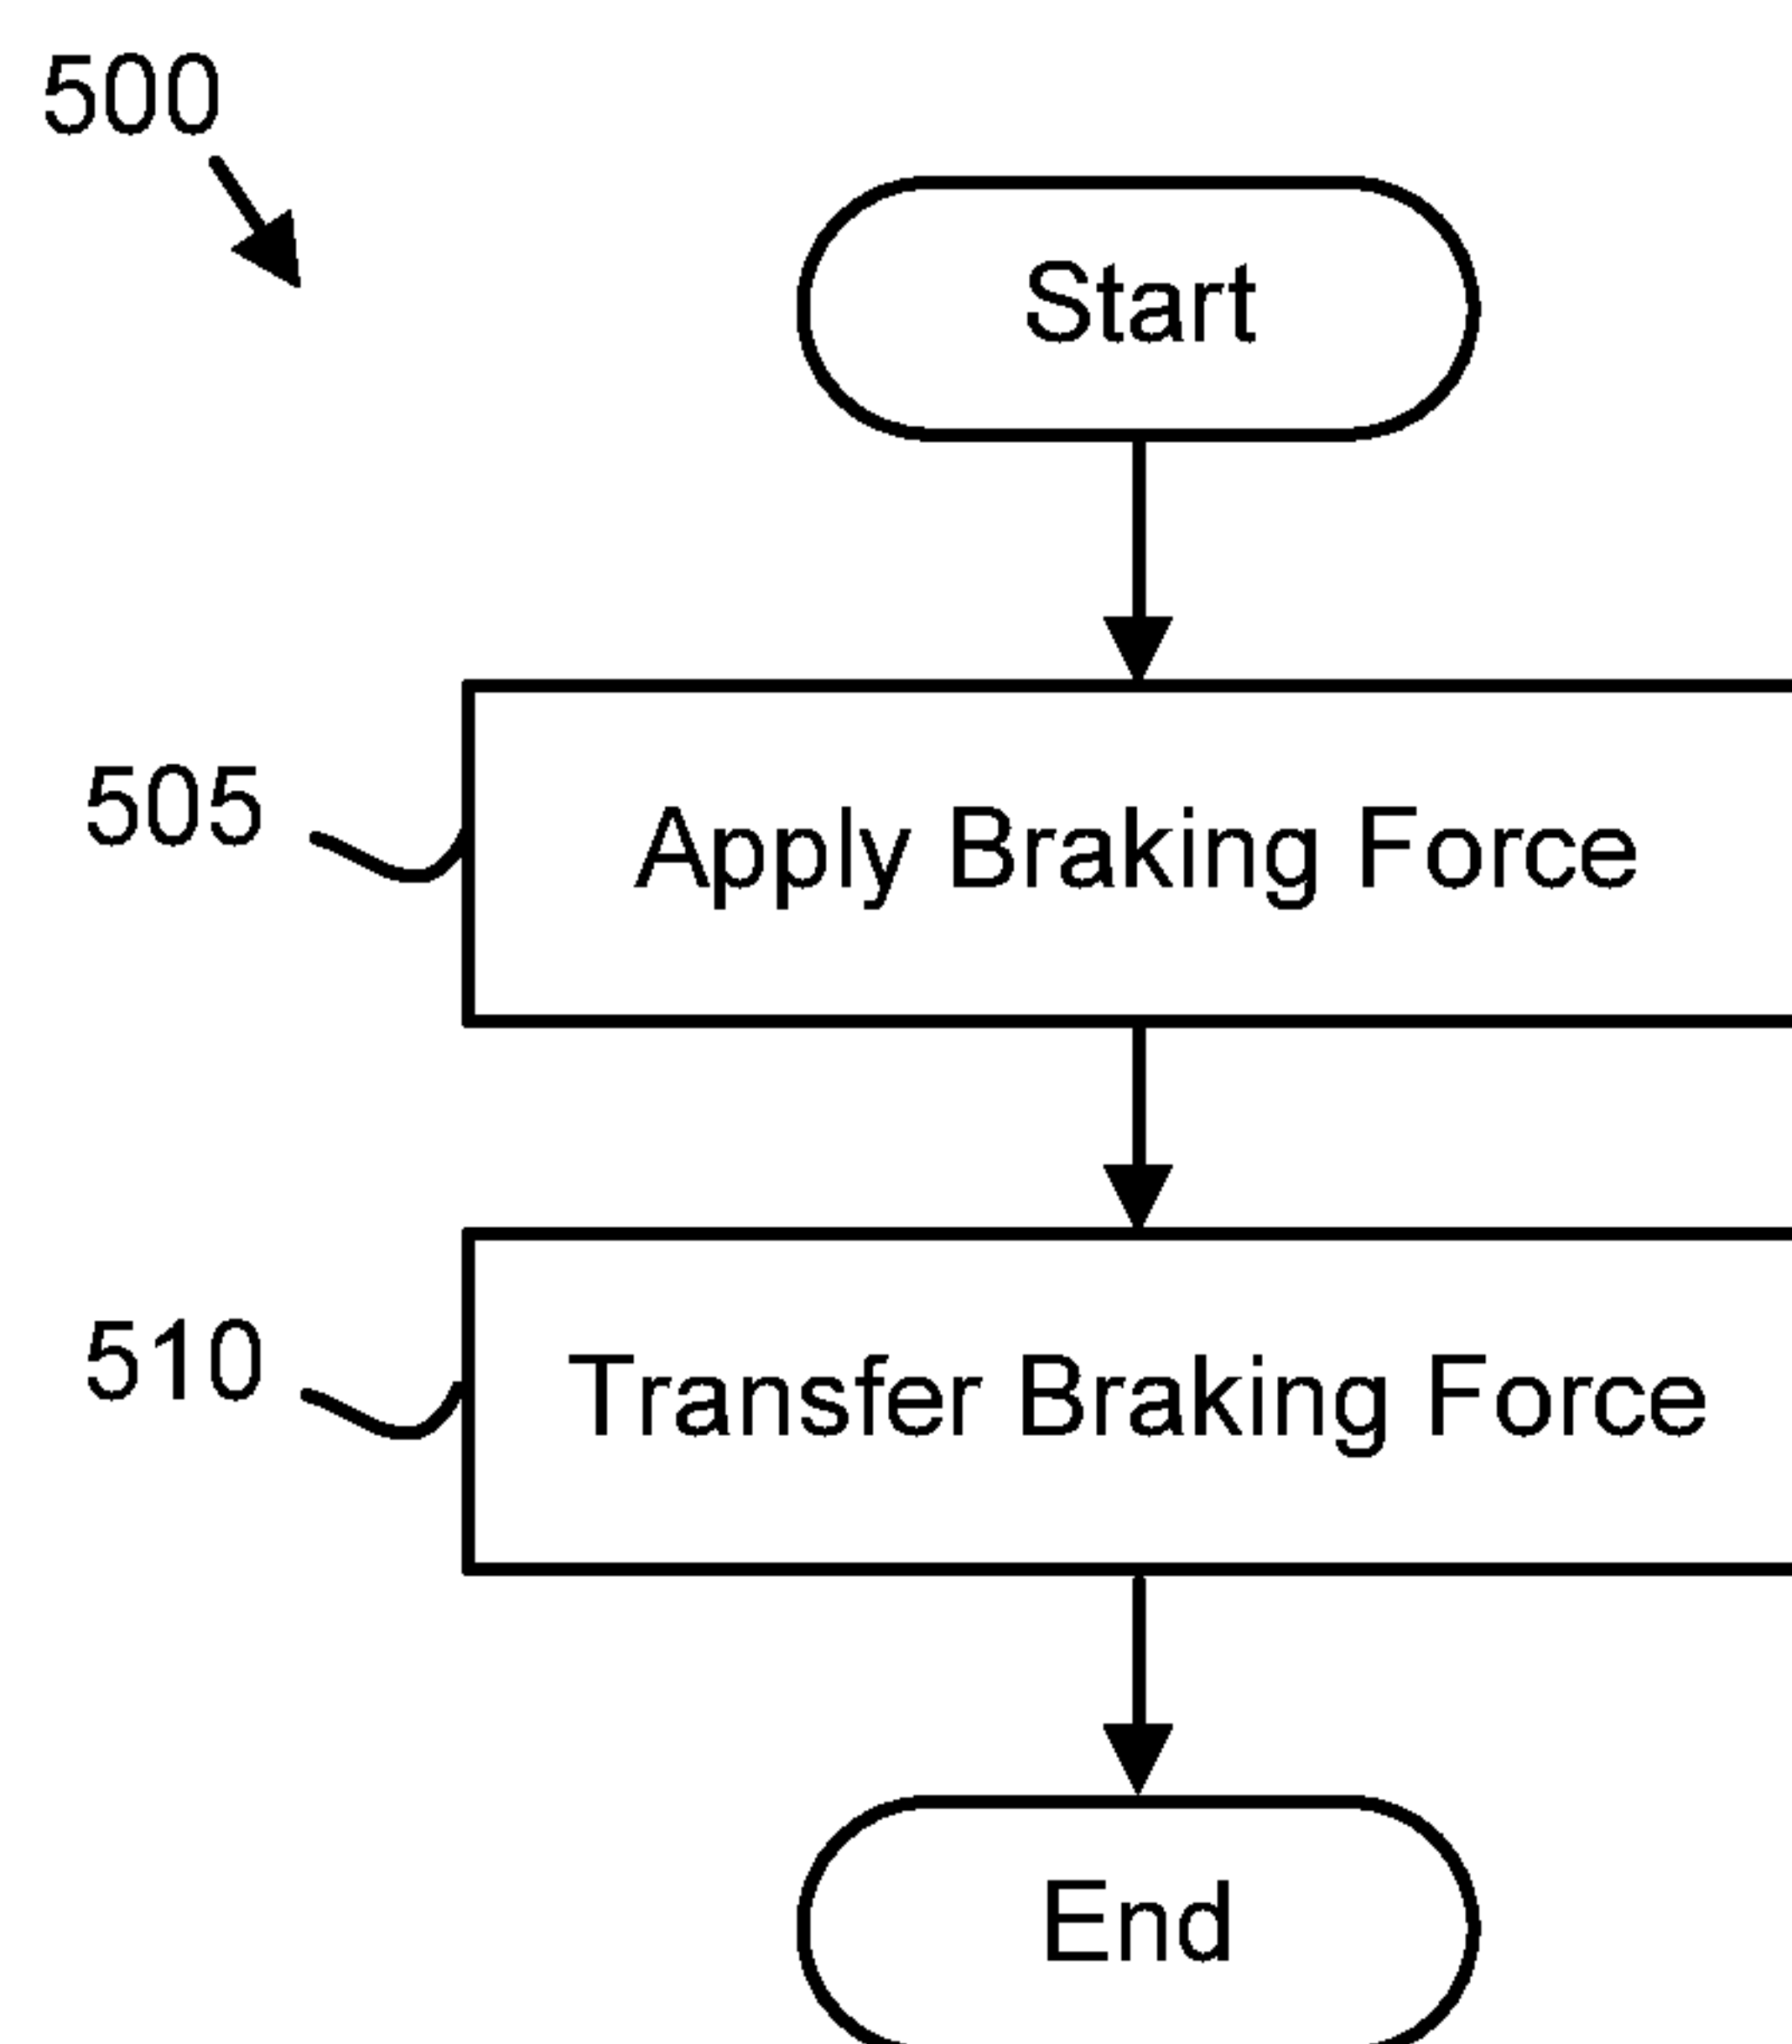 500
Start
505
Apply Braking Force
510
Transfer Braking Force
End